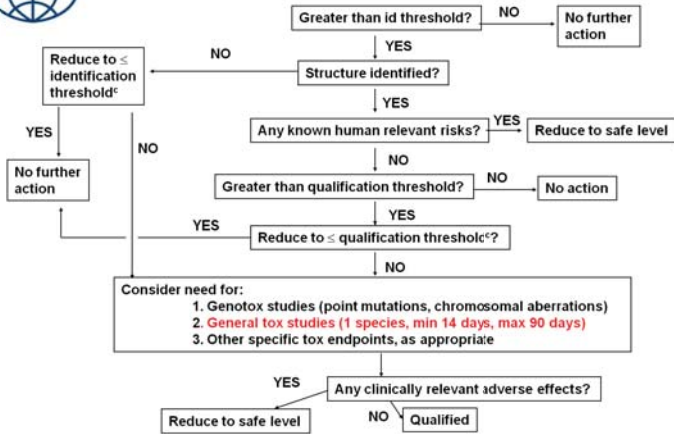 Greater than id threshold?
NO
No further
action
YES
NO
Reduce to ≤
identification
thresholdᶜ
Structure identified?
YES
YES
NO
Any known human relevant risks?
YES
Reduce to safe level
NO
No further
action
Greater than qualification threshold?
NO
No action
YES
YES
Reduce to ≤ qualification thresholdᶜ?
NO
Consider need for:
1. Genotox studies (point mutations, chromosomal aberrations)
2. General tox studies (1 species, min 14 days, max 90 days)
3. Other specific tox endpoints, as appropriate
YES
Any clinically relevant adverse effects?
Reduce to safe level
NO
Qualified